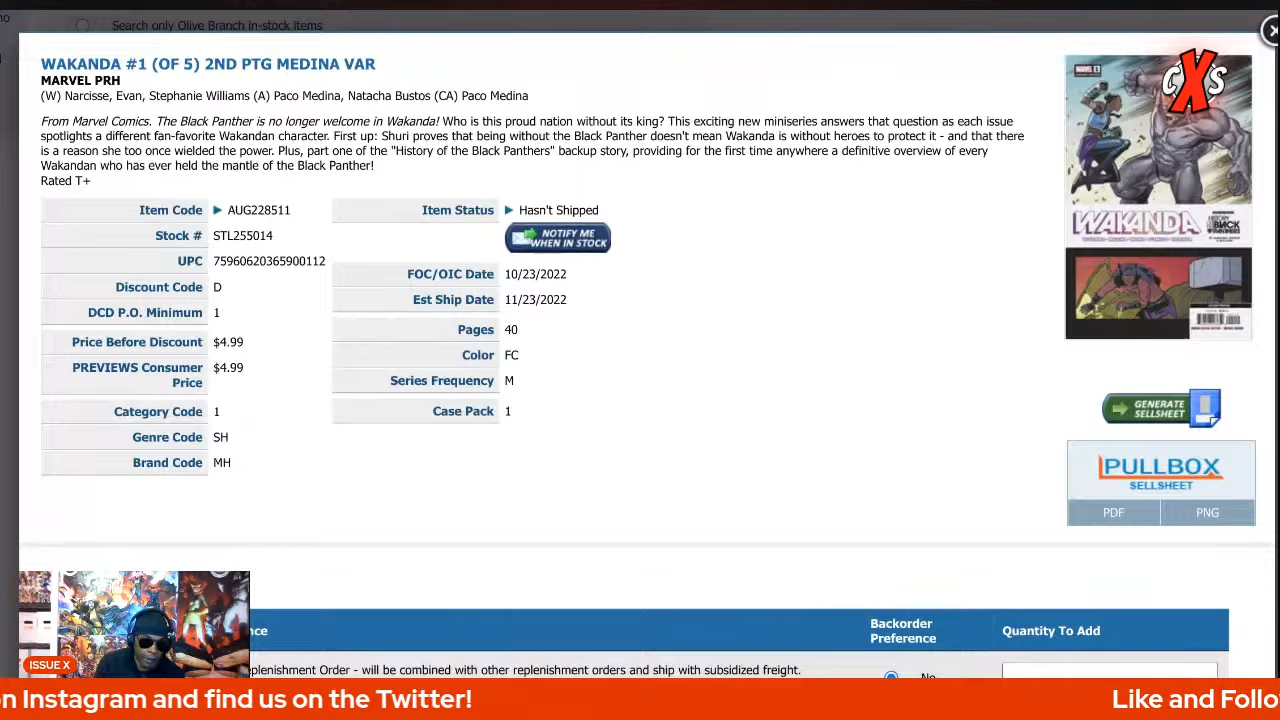 Search only Olive Branch in-stock items
WAKANDA #1 (OF 5) 2ND PTG MEDINA VAR
MARVEL PRH
(W) Narcisse, Evan, Stephanie Williams (A) Paco Medina, Natacha Bustos (CA) Paco Medina
From Marvel Comics. The Black Panther is no longer welcome in Wakanda! Who is this proud nation without its king? This exciting new miniseries answers that question as each issue
spotlights a different fan-favorite Wakandan character. First up: Shuri proves that being without the Black Panther doesn't mean Wakanda is without heroes to protect it - and that there
is a reason she too once wielded the power. Plus, part one of the "History of the Black Panthers" backup story, providing for the first time anywhere a definitive overview of every
Wakandan who has ever held the mantle of the Black Panther!
Rated T+
Item Code AUG228511
Stock # STL255014
UPC 75960620365900112
Discount Code D
DCD P.O. Minimum 1
Price Before Discount $4.99
PREVIEWS Consumer Price $4.99
Category Code 1
Genre Code SH
Brand Code MH
Item Status Hasn't Shipped
NOTIFY ME
WHEN IN STOCK
FOC/OIC Date 10/23/2022
Est Ship Date 11/23/2022
Pages 40
Color FC
Series Frequency M
Case Pack 1
CXS
WAKANDA
GENERATE
SELLSHEET
PULLBOX
SELLSHEET
PDF PNG
nce
Backorder
Preference
Quantity To Add
eplenishment Order - will be combined with other replenishment orders and ship with subsidized freight.
No
ISSUE X
on Instagram and find us on the Twitter!
Like and Follo